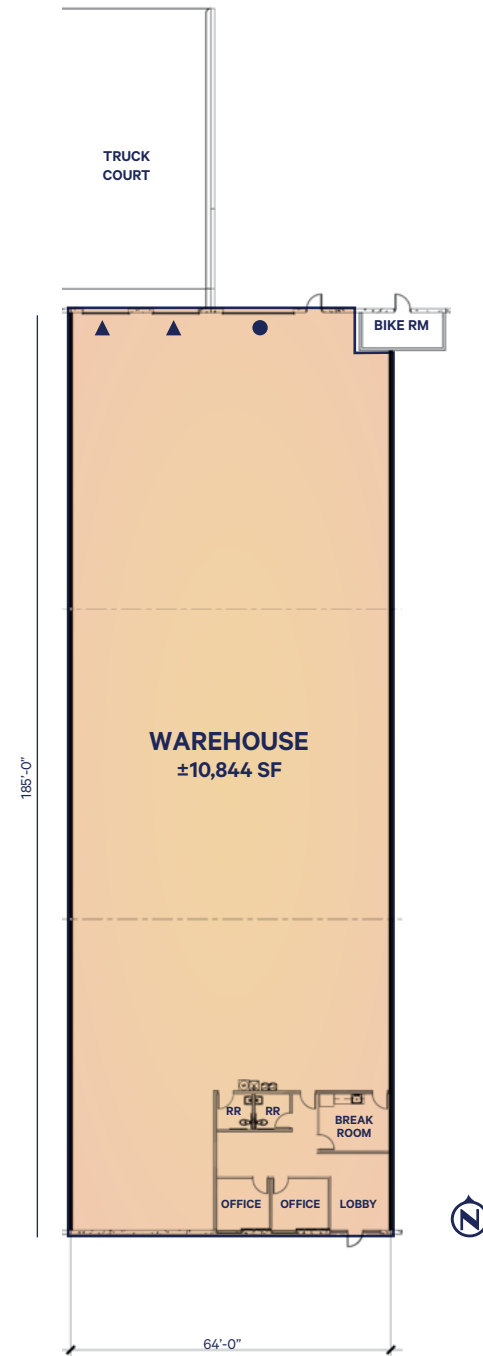 TRUCK
COURT
BIKE RM
WAREHOUSE
±10,844 SF
185'-0"
RR
RR
BREAK
ROOM
OFFICE
OFFICE
LOBBY
N
64'-0"